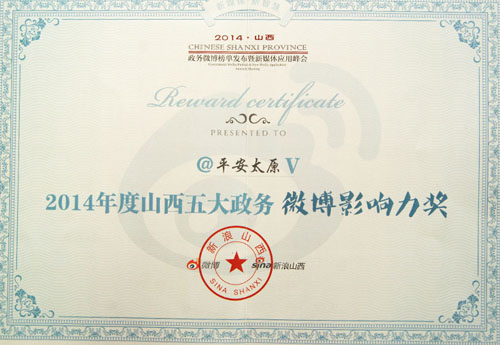 2014·山西
CHINESE SHANXI PROVINCE
政务微博榜单发布暨新媒体应用峰会
Reward certificate
PRESENTED TO
@平安太原 V
2014年度山西五大政务 微博影响力奖
新浪山西
微博 sina新浪山西
SINA SHANXI